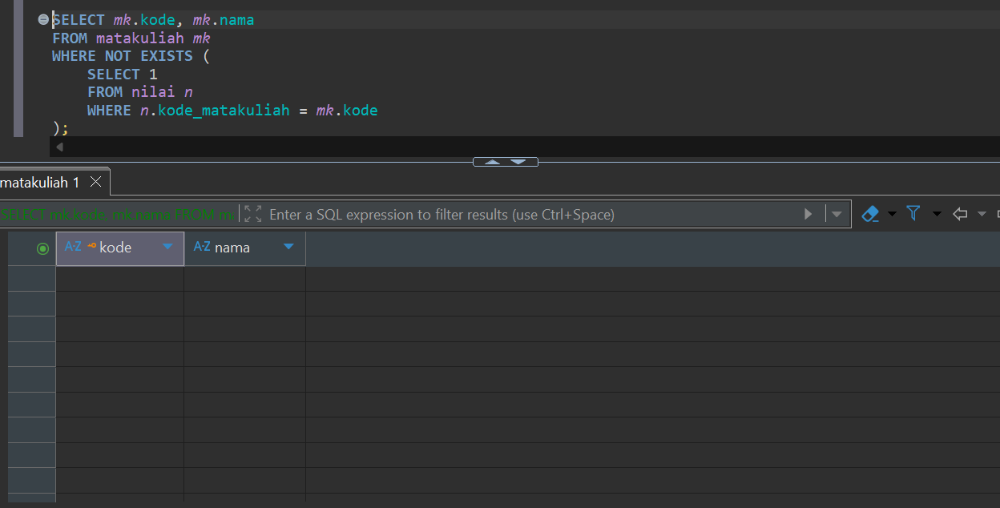 SELECT mk.kode, mk.nama
FROM matakuliah mk
WHERE NOT EXISTS (
    SELECT 1
    FROM nilai n
    WHERE n.kode_matakuliah = mk.kode
);
matakuliah 1
SELECT mk.kode, mk.nama FROM m
Enter a SQL expression to filter results (use Ctrl+Space)
A-Z kode A-Z nama